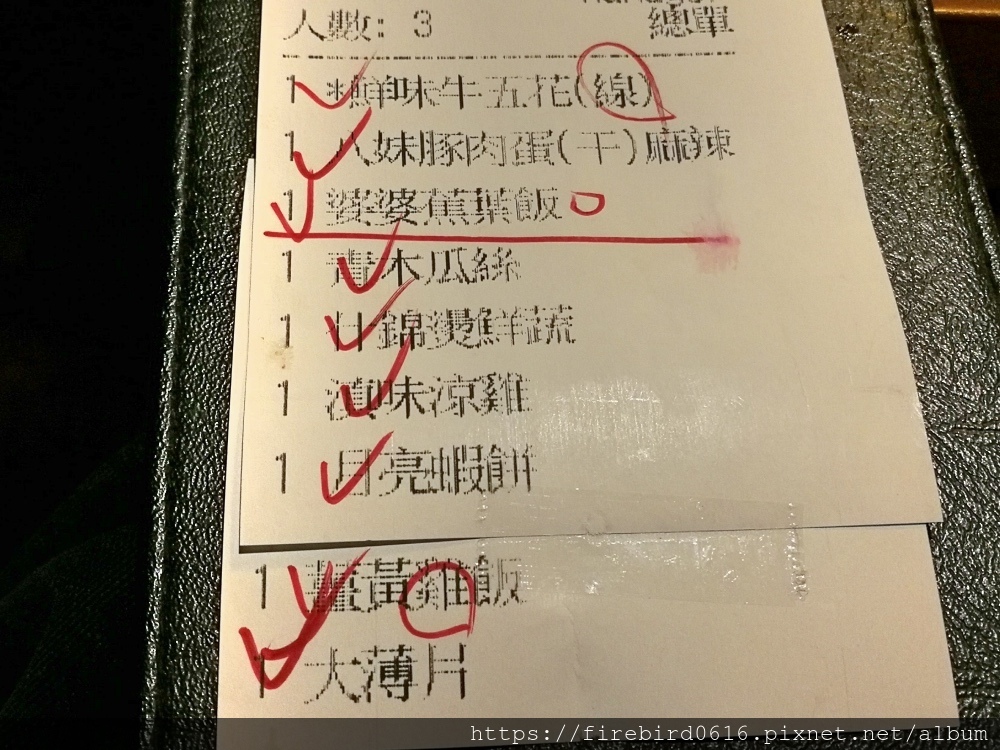 人數: 3 總單
1 *鮮味牛五花(線)
1 八妹豚肉蛋(干)麻辣
1 婆婆蕉葉飯
1 青木瓜絲
1 什錦燙鮮蔬
1 滇味涼雞
1 月亮蝦餅
1 薑黃雞飯
1 大薄片
https://firebird0616.pixnet.net/album